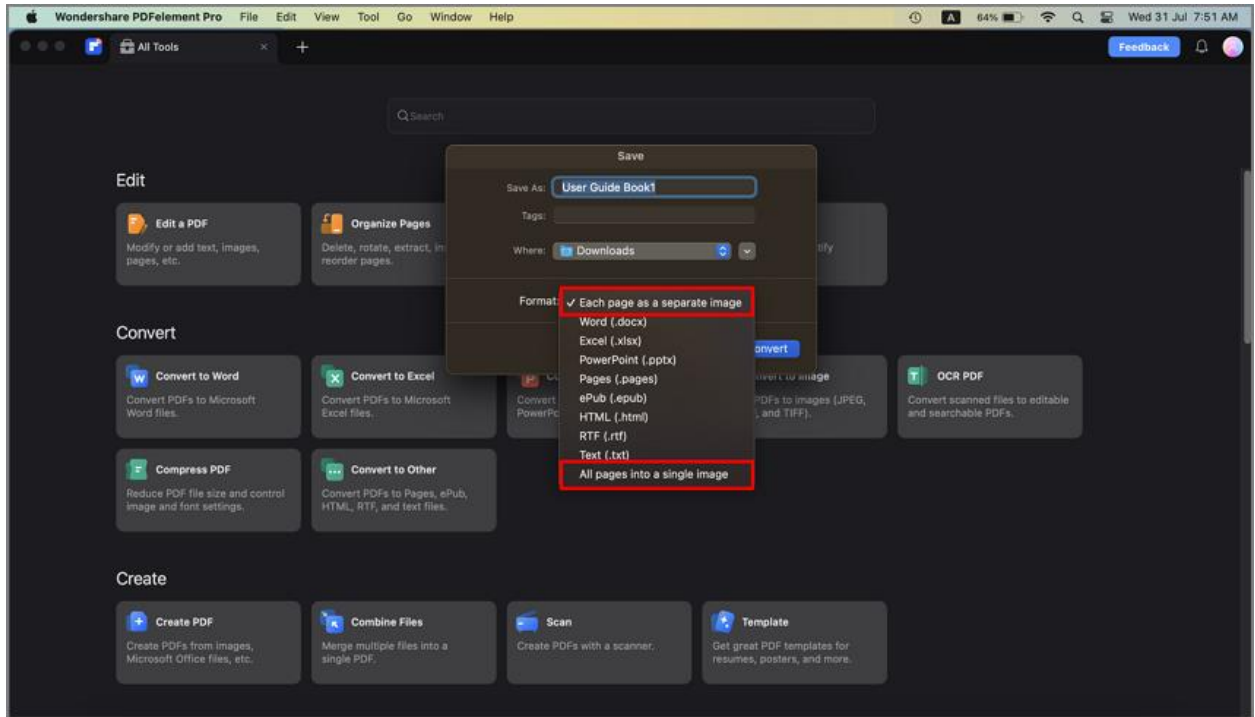 Wondershare PDFelement Pro File Edit View Tool Go Window Help A 64% Wed 31 Jul 7:51 AM
All Tools × + Feedback
Search
Save
Save As: User Guide Book1
Tags:
Where: Downloads
Format: ✓ Each page as a separate image
Word (.docx)
Excel (.xlsx)
PowerPoint (.pptx)
Pages (.pages)
ePub (.epub)
HTML (.html)
RTF (.rtf)
Text (.txt)
All pages into a single image
onvert
Edit
Edit a PDF
Modify or add text, images,
pages, etc.
Organize Pages
Delete, rotate, extract,
reorder pages.
Convert
Convert to Word
Convert PDFs to Microsoft
Word files.
Convert to Excel
Convert PDFs to Microsoft
Excel files.
Convert
to Image
PDFs to images (JPEG,
and TIFF).
OCR PDF
Convert scanned files to editable
and searchable PDFs.
Compress PDF
Reduce PDF file size and control
image and font settings.
Convert to Other
Convert PDFs to Pages, ePub,
HTML, RTF, and text files.
Create
Create PDF
Create PDFs from images,
Microsoft Office files, etc.
Combine Files
Merge multiple files into a
single PDF.
Scan
Create PDFs with a scanner.
Template
Get great PDF templates for
resumes, posters, and more.